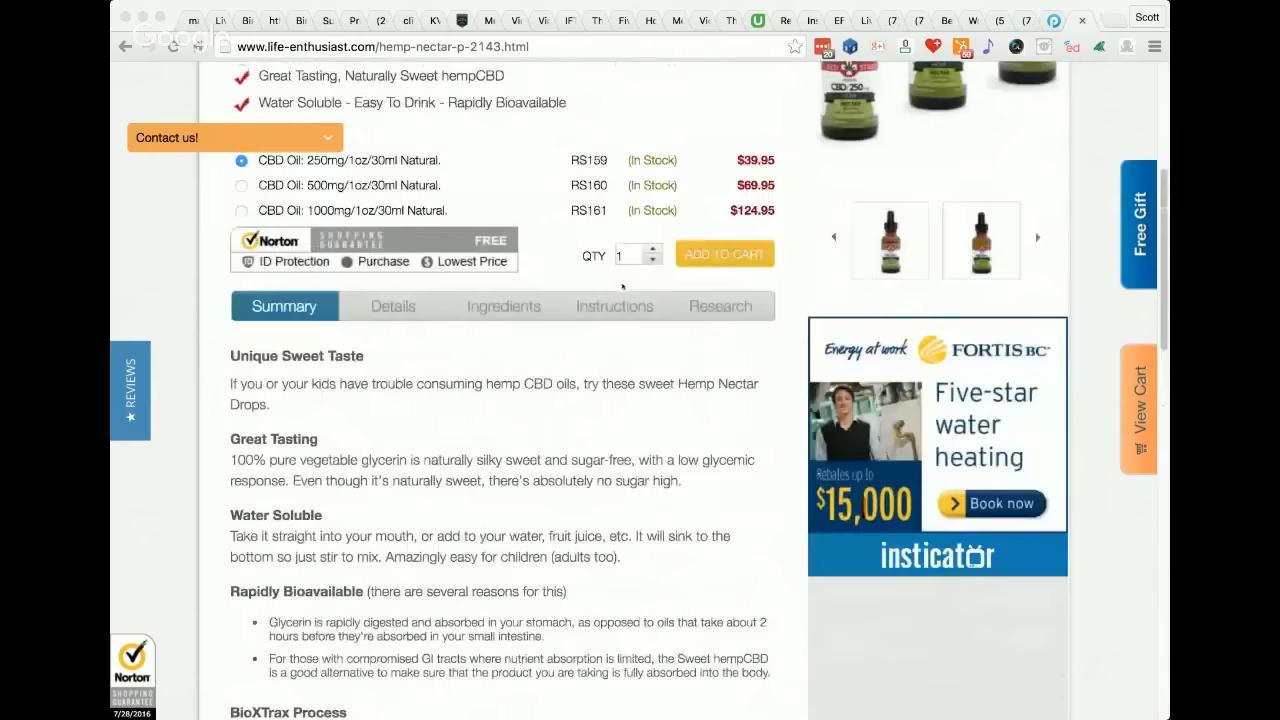 Scott
www.life-enthusiast.com/hemp-nectar-p-2143.html
Great Tasting, Naturally Sweet hempCBD
Water Soluble - Easy To Drink - Rapidly Bioavailable
Contact us!
CBD Oil: 250mg/1oz/30ml Natural. RS159 (In Stock) $39.95
CBD Oil: 500mg/1oz/30ml Natural. RS160 (In Stock) $69.95
CBD Oil: 1000mg/1oz/30ml Natural. RS161 (In Stock) $124.95
Norton SHOPPING GUARANTEE FREE
ID Protection Purchase $ Lowest Price
QTY 1 ADD TO CART
Summary Details Ingredients Instructions Research
Unique Sweet Taste
If you or your kids have trouble consuming hemp CBD oils, try these sweet Hemp Nectar
Drops.
Great Tasting
100% pure vegetable glycerin is naturally silky sweet and sugar-free, with a low glycemic
response. Even though it's naturally sweet, there's absolutely no sugar high.
Water Soluble
Take it straight into your mouth, or add to your water, fruit juice, etc. It will sink to the
bottom so just stir to mix. Amazingly easy for children (adults too).
Rapidly Bioavailable (there are several reasons for this)
Glycerin is rapidly digested and absorbed in your stomach, as opposed to oils that take about 2
hours before they're absorbed in your small intestine.
For those with compromised GI tracts where nutrient absorption is limited, the Sweet hempCBD
is a good alternative to make sure that the product you are taking is fully absorbed into the body.
BioXTrax Process
CBD/250
Free Gift
View Cart
REVIEWS
Energy at work FORTIS BC
Five-star
water
heating
Rebates up to
$15,000
Book now
insticator
Norton
SHOPPING
GUARANTEE
7/28/2016